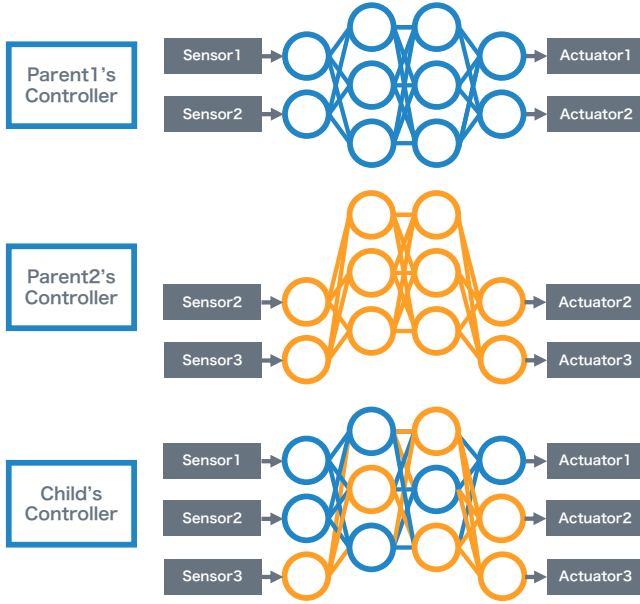 Parent1's
Controller
Sensor1
Sensor2
Actuator1
Actuator2
Parent2's
Controller
Sensor2
Sensor3
Actuator2
Actuator3
Child's
Controller
Sensor1
Sensor2
Sensor3
Actuator1
Actuator2
Actuator3